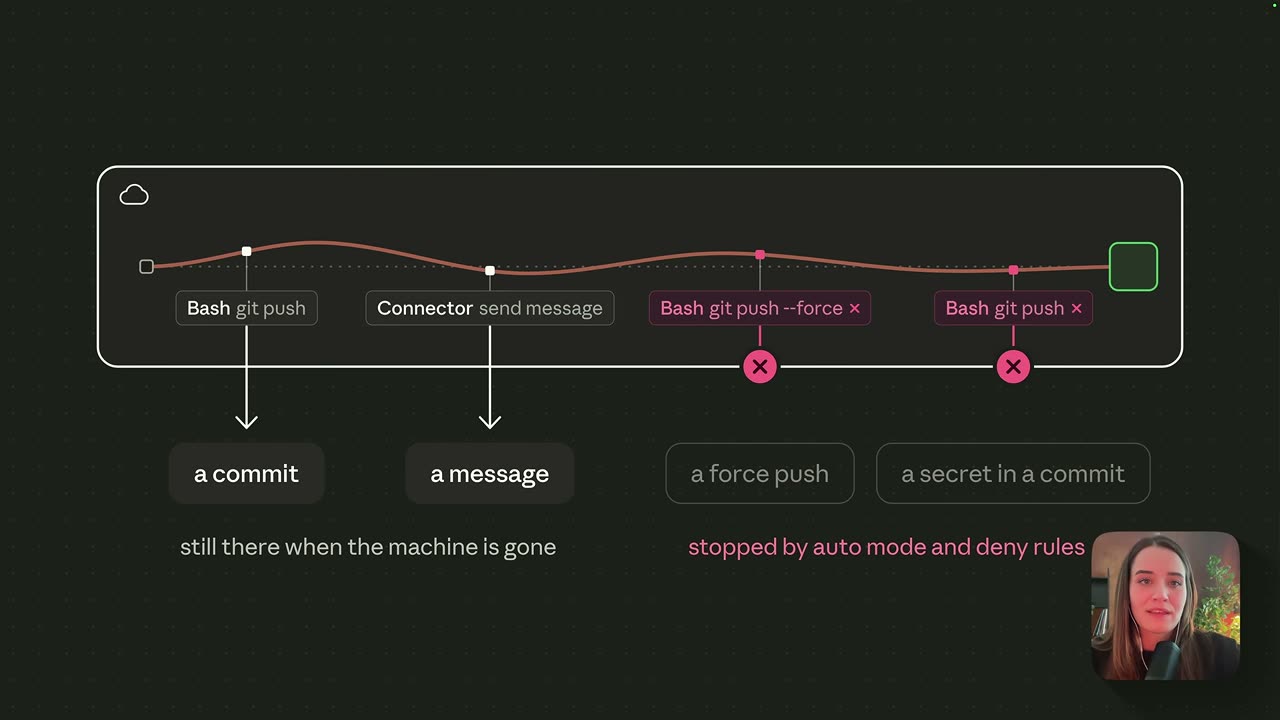 Bash git push
Connector send message
Bash git push --force ×
Bash git push ×
a commit
a message
a force push
a secret in a commit
still there when the machine is gone
stopped by auto mode and deny rules